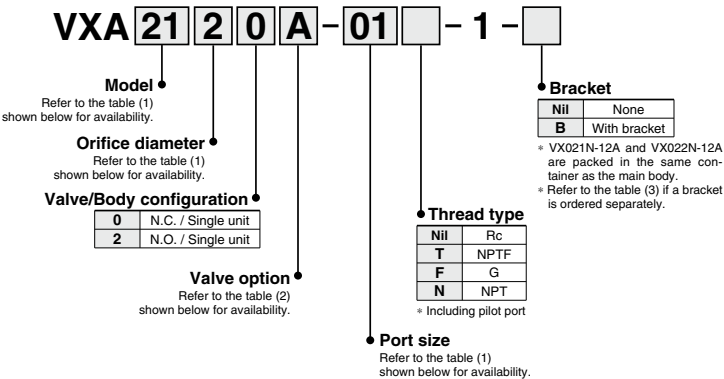 VXA 21 2 0 A - 01 - 1 -
Model
Refer to the table (1)
shown below for availability.
Orifice diameter
Refer to the table (1)
shown below for availability.
Valve/Body configuration
0 N.C. / Single unit
2 N.O. / Single unit
Valve option
Refer to the table (2)
shown below for availability.
Port size
Refer to the table (1)
shown below for availability.
Thread type
Nil Rc
T NPTF
F G
N NPT
* Including pilot port
Bracket
Nil None
B With bracket
* VX021N-12A and VX022N-12A
are packed in the same con-
tainer as the main body.
* Refer to the table (3) if a bracket
is ordered separately.